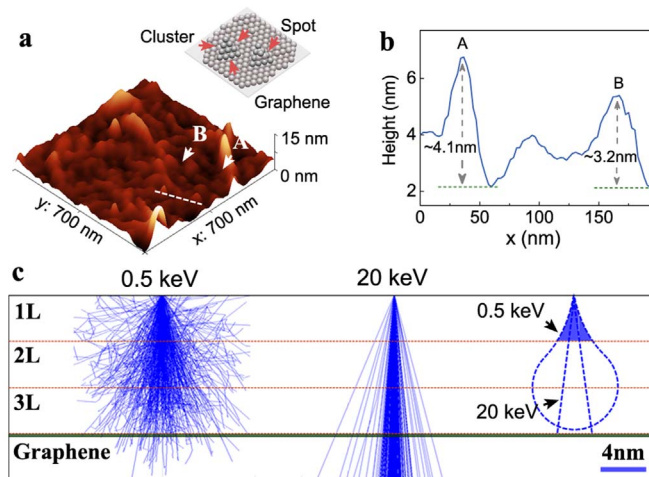 a
Cluster
Spot
Graphene
B
A
15 nm
0 nm
y: 700 nm
x: 700 nm
b
A
B
6
4
2
~4.1nm
~3.2nm
Height (nm)
0 50 100 150
x (nm)
c
0.5 keV
20 keV
1L
2L
3L
Graphene
0.5 keV
20 keV
4nm